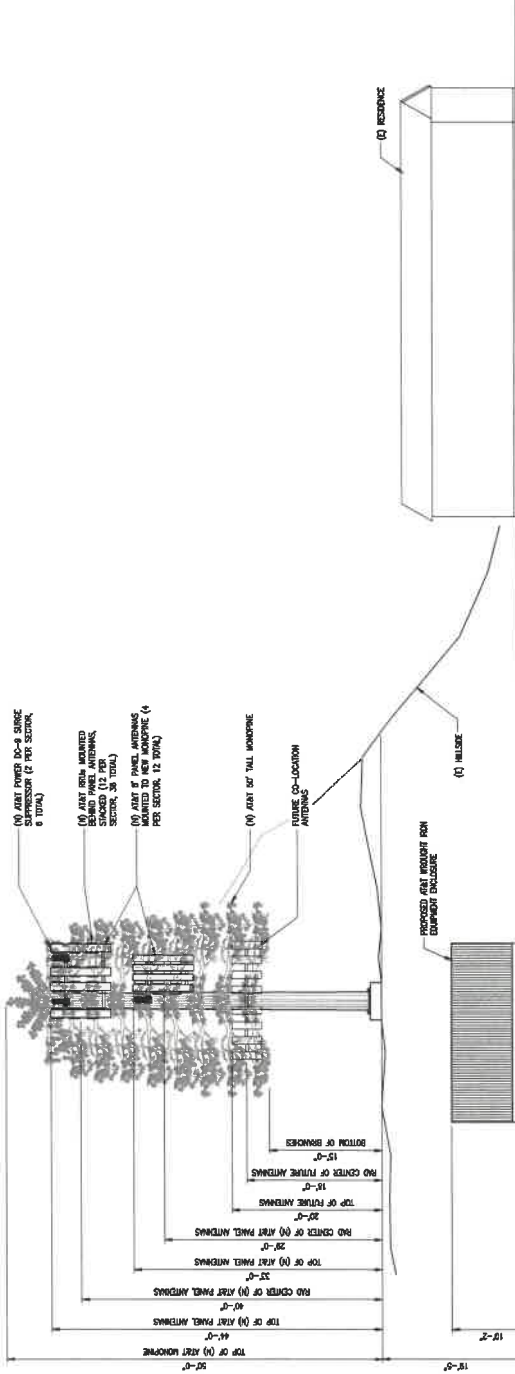 (N) AT&T POWER DC-9 SURGE
SUPPRESSOR (2 PER SECTOR,
6 TOTAL)
(N) AT&T RRUs MOUNTED
BEHIND PANEL ANTENNAS,
STACKED (12 PER
SECTOR, 36 TOTAL)
(N) AT&T 8' PANEL ANTENNAS
MOUNTED TO NEW MONOPINE (4
PER SECTOR, 12 TOTAL)
(N) AT&T 50' TALL MONOPINE
FUTURE CO-LOCATION
ANTENNAS
(E) RESIDENCE
(E) HILLSIDE
PROPOSED AT&T WROUGHT IRON
EQUIPMENT ENCLOSURE
50'-0"
TOP OF (N) AT&T MONOPINE
44'-0"
TOP OF (N) AT&T PANEL ANTENNAS
40'-0"
RAD CENTER OF (N) AT&T PANEL ANTENNAS
33'-0"
TOP OF (N) AT&T PANEL ANTENNAS
29'-0"
RAD CENTER OF (N) AT&T PANEL ANTENNAS
20'-0"
TOP OF FUTURE ANTENNAS
18'-0"
RAD CENTER OF FUTURE ANTENNAS
15'-0"
BOTTOM OF BRANCHES
19'-5"
10'-2"